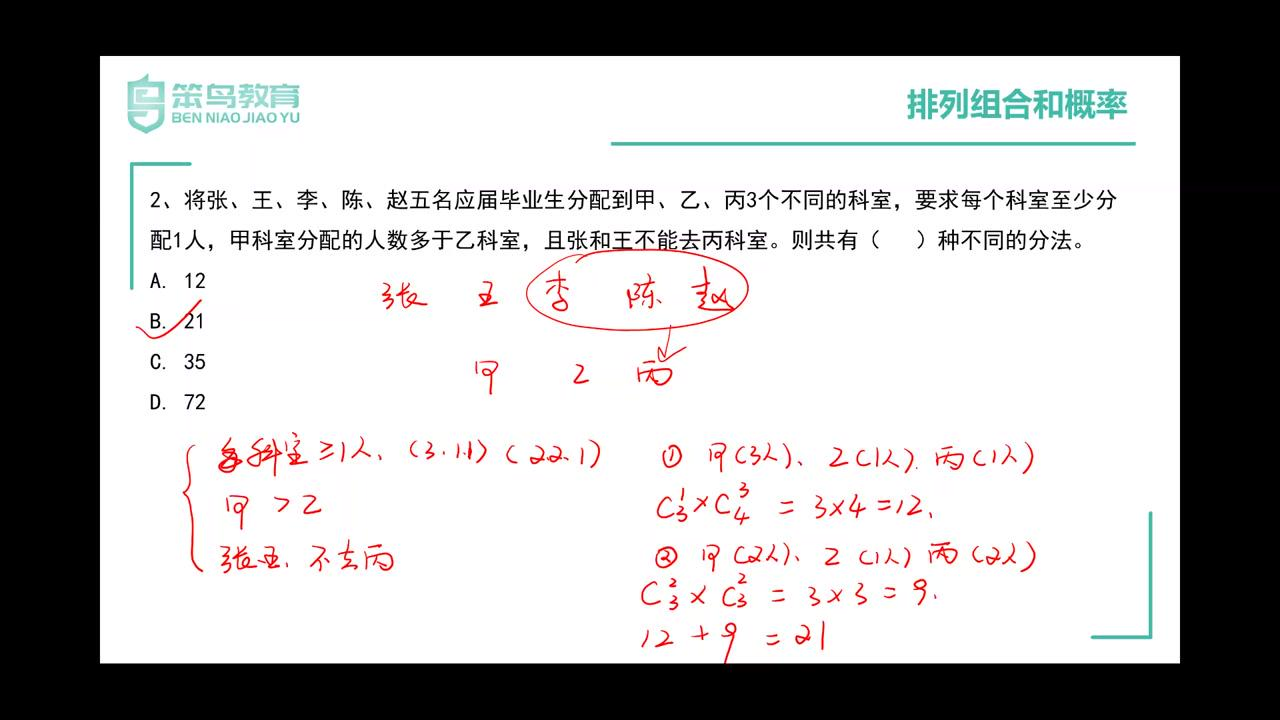 笨鸟教育
BEN NIAO JIAO YU
排列组合和概率
2、将张、王、李、陈、赵五名应届毕业生分配到甲、乙、丙3个不同的科室，要求每个科室至少分
配1人，甲科室分配的人数多于乙科室，且张和王不能去丙科室。则共有（ ）种不同的分法。
A. 12
B. 21
C. 35
D. 72
张 王 李 陈 赵
甲 乙 丙
每科室≥1人、(3.1.1) (2.2.1)
甲 > 乙
张王、不去丙
① 甲(3人)、乙(1人). 丙(1人)
C₃¹×C₄³ = 3×4=12.
② 甲(2人)、乙(1人) 丙(2人)
C₃²×C₃² = 3×3=9.
12+9=21